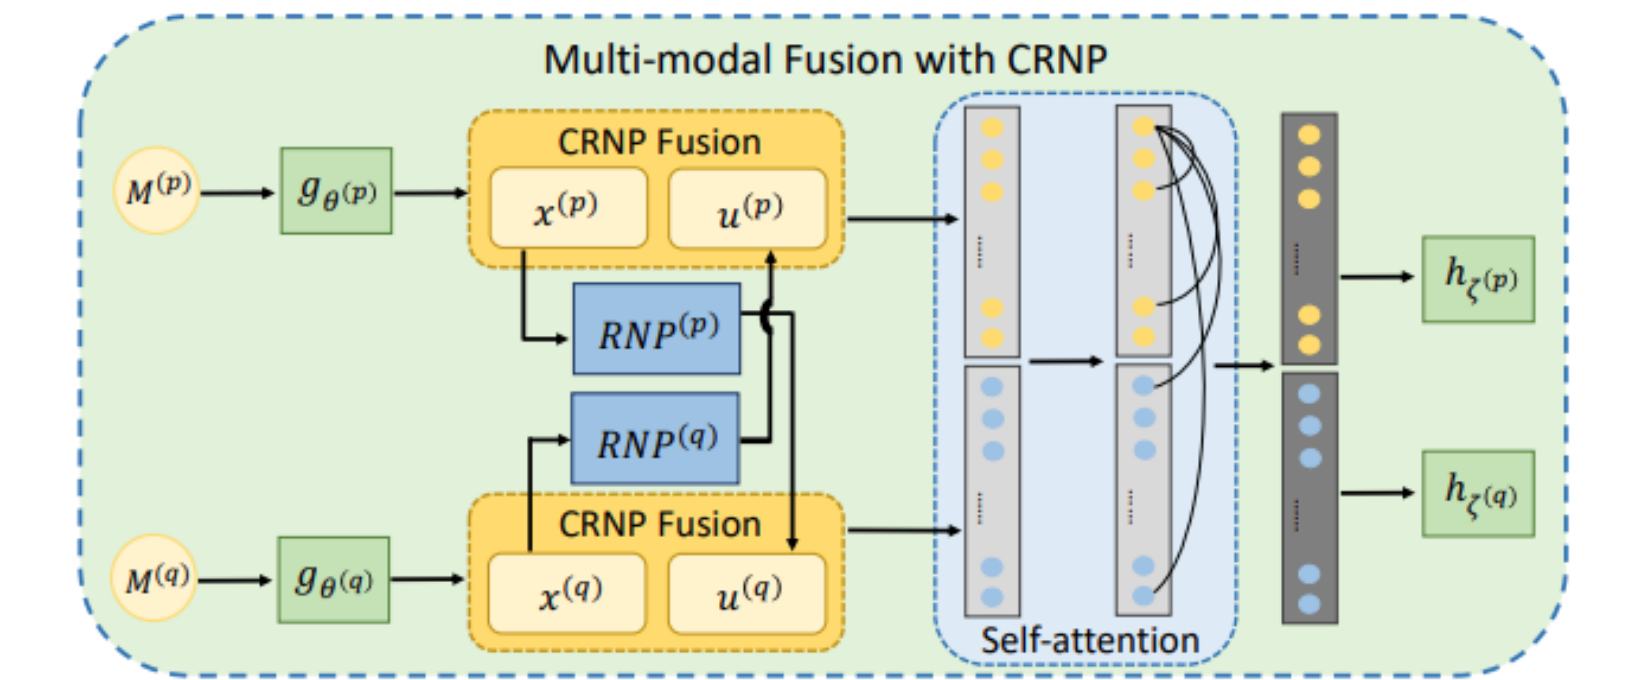 Multi-modal Fusion with CRNP
M^(p)
g_θ^(p)
CRNP Fusion
x^(p)
u^(p)
RNP^(p)
RNP^(q)
M^(q)
g_θ^(q)
CRNP Fusion
x^(q)
u^(q)
Self-attention
h_ζ^(p)
h_ζ^(q)